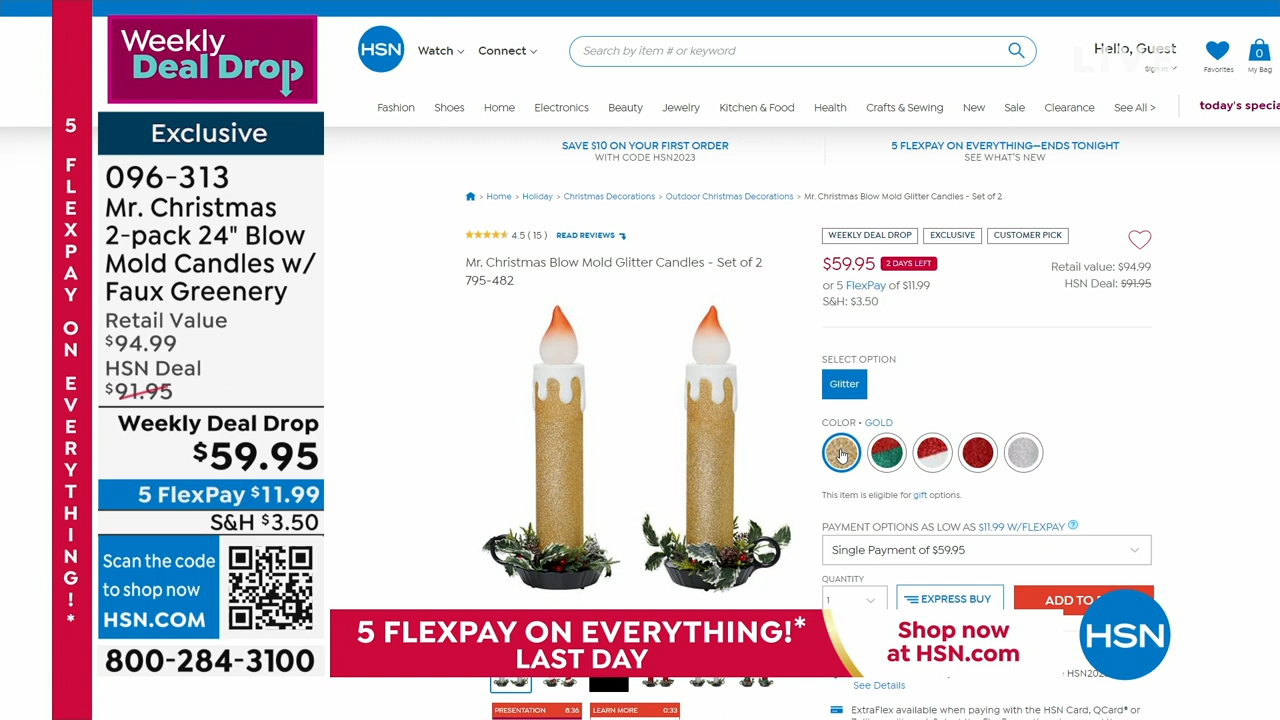 5 FLEXPAY ON EVERYTHING!*
Weekly
Deal Drop
Exclusive
096-313
Mr. Christmas
2-pack 24" Blow
Mold Candles w/
Faux Greenery
Retail Value
$94.99
HSN Deal
$91.95
Weekly Deal Drop
$59.95
5 FlexPay $11.99
S&H $3.50
Scan the code
to shop now
HSN.COM
800-284-3100
HSN
Watch
Connect
Search by item # or keyword
Hello, Guest
Sign In
Favorites
0
My Bag
Fashion
Shoes
Home
Electronics
Beauty
Jewelry
Kitchen & Food
Health
Crafts & Sewing
New
Sale
Clearance
See All >
today's specia
SAVE $10 ON YOUR FIRST ORDER
WITH CODE HSN2023
5 FLEXPAY ON EVERYTHING—ENDS TONIGHT
SEE WHAT'S NEW
> Home > Holiday > Christmas Decorations > Outdoor Christmas Decorations > Mr. Christmas Blow Mold Glitter Candles - Set of 2
4.5 ( 15 ) READ REVIEWS
Mr. Christmas Blow Mold Glitter Candles - Set of 2
795-482
WEEKLY DEAL DROP
EXCLUSIVE
CUSTOMER PICK
$59.95 2 DAYS LEFT
or 5 FlexPay of $11.99
S&H: $3.50
Retail value: $94.99
HSN Deal: $91.95
SELECT OPTION
Glitter
COLOR • GOLD
This item is eligible for gift options.
PAYMENT OPTIONS AS LOW AS $11.99 W/FLEXPAY
Single Payment of $59.95
QUANTITY
1
EXPRESS BUY
ADD TO
5 FLEXPAY ON EVERYTHING!*
LAST DAY
Shop now
at HSN.com
HSN
See Details
PRESENTATION 8:36
LEARN MORE 0:33
ExtraFlex available when paying with the HSN Card, QCard® or